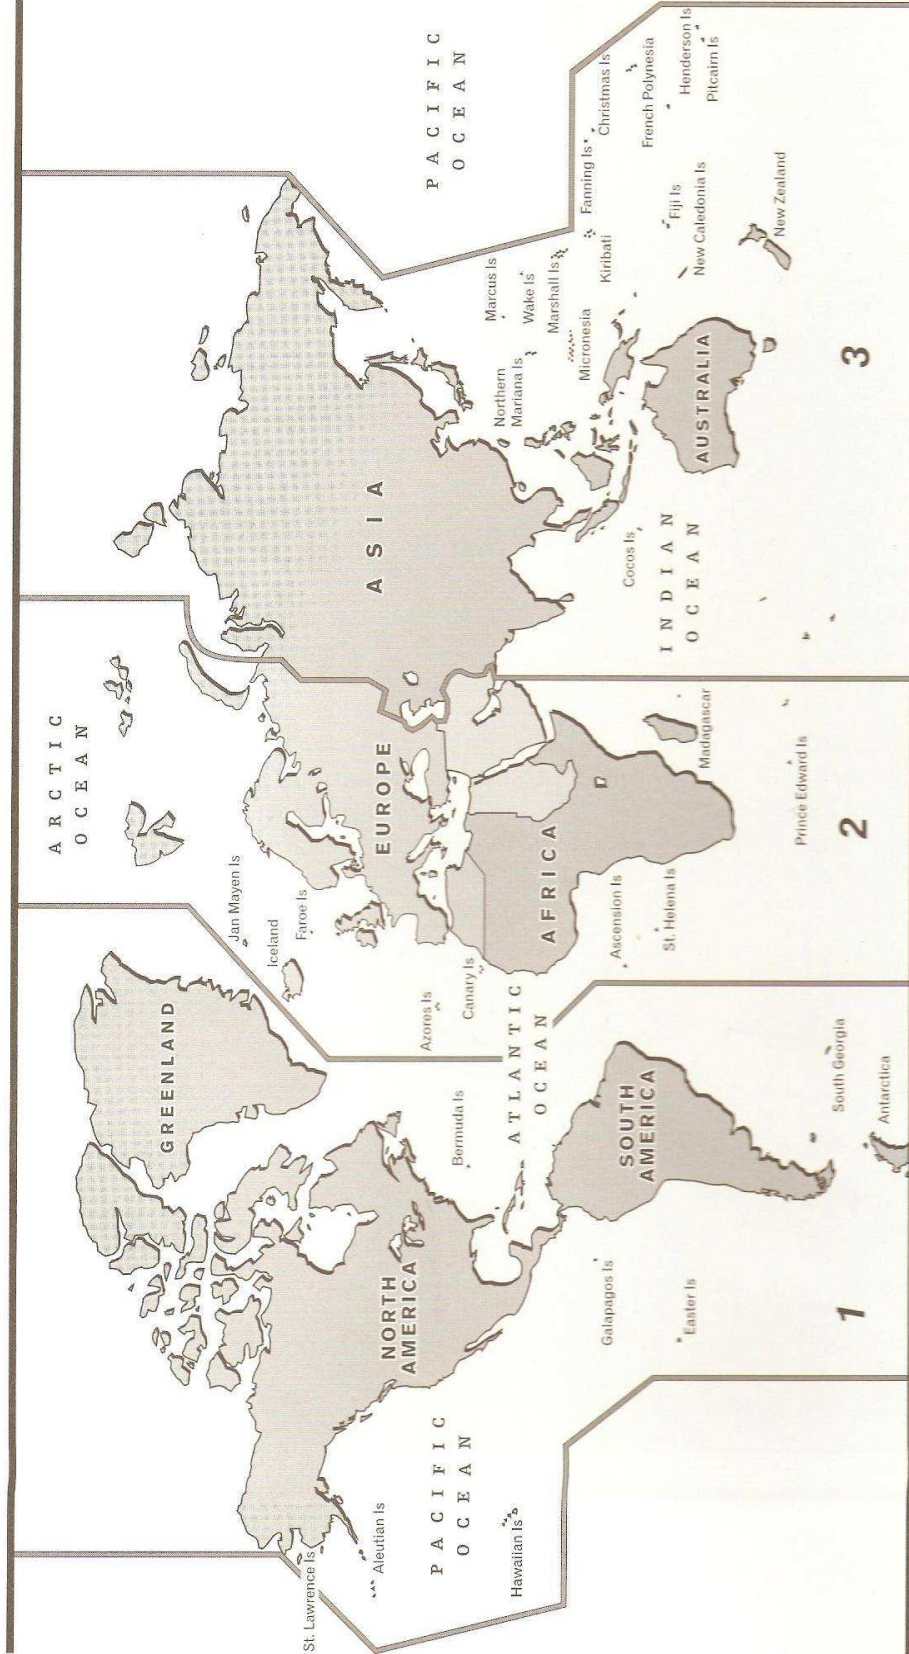 ARCTIC
OCEAN
GREENLAND
Jan Mayen Is
Iceland
Faroe Is
St. Lawrence Is
Aleutian Is
NORTH
AMERICA
EUROPE
ASIA
PACIFIC
OCEAN
PACIFIC
OCEAN
Azores Is
Canary Is
Bermuda Is
Hawaiian Is
ATLANTIC
OCEAN
AFRICA
Marcus Is
Wake Is
Northern
Mariana Is
Marshall Is
Micronesia
Kiribati
Fanning Is
Christmas Is
French Polynesia
Henderson Is
Pitcairn Is
Galapagos Is
Easter Is
SOUTH
AMERICA
Ascension Is
St. Helena Is
Madagascar
Cocos Is
INDIAN
OCEAN
AUSTRALIA
Fiji Is
New Caledonia Is
New Zealand
Prince Edward Is
South Georgia
Antarctica
1
2
3